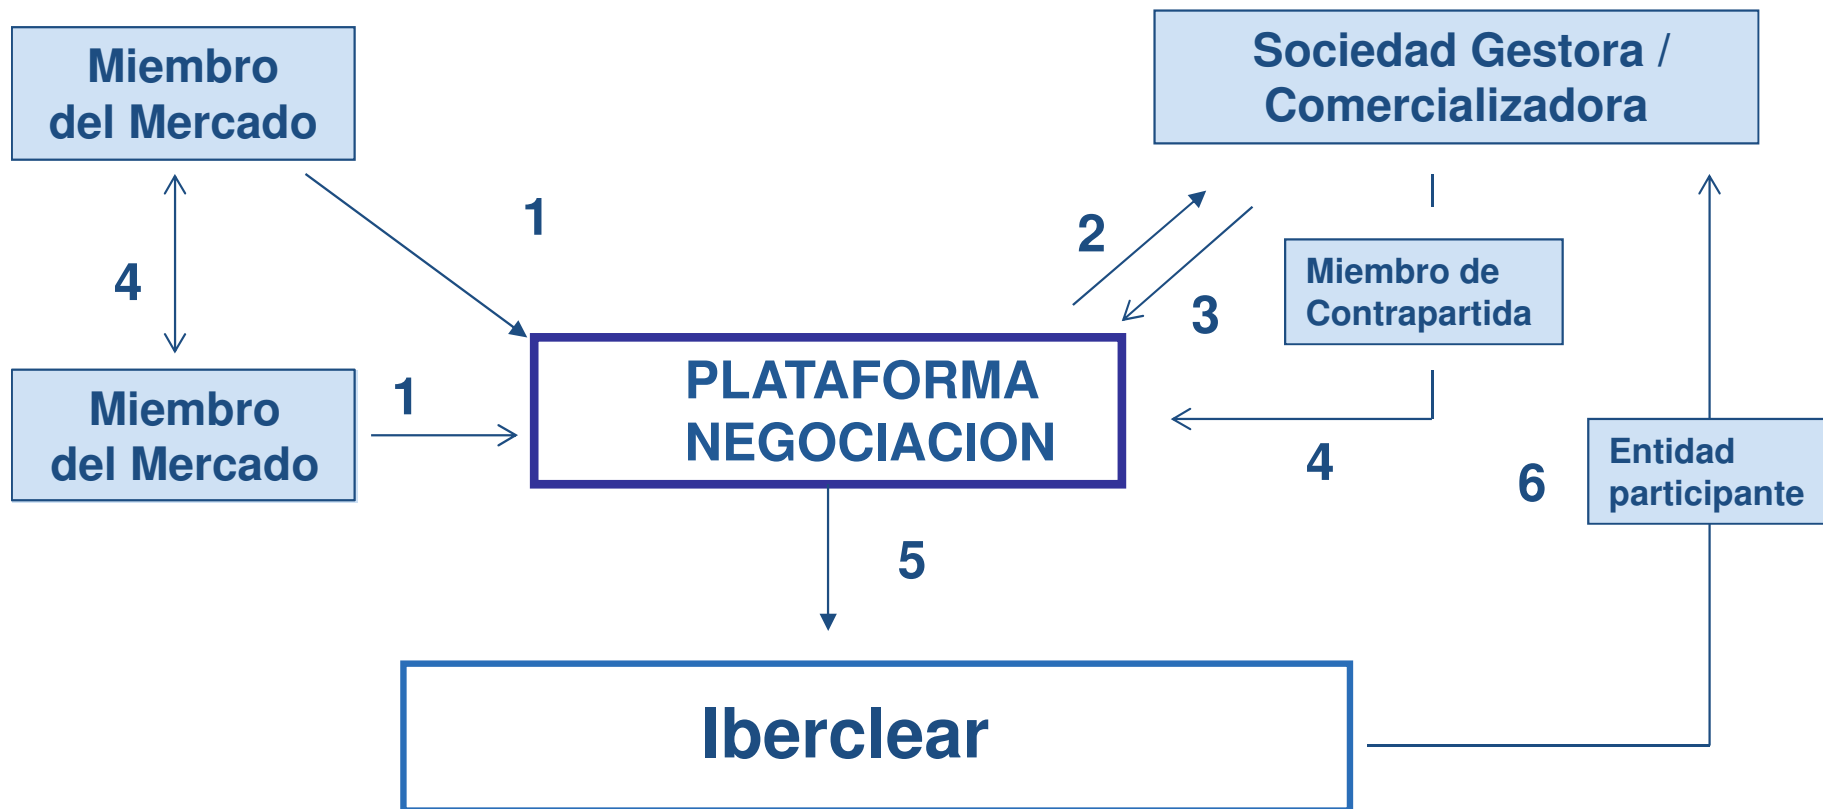 Miembro
del Mercado
Sociedad Gestora /
Comercializadora
1
2
4
3
Miembro de
Contrapartida
PLATAFORMA
NEGOCIACION
Miembro
del Mercado
1
4
6
Entidad
participante
5
Iberclear